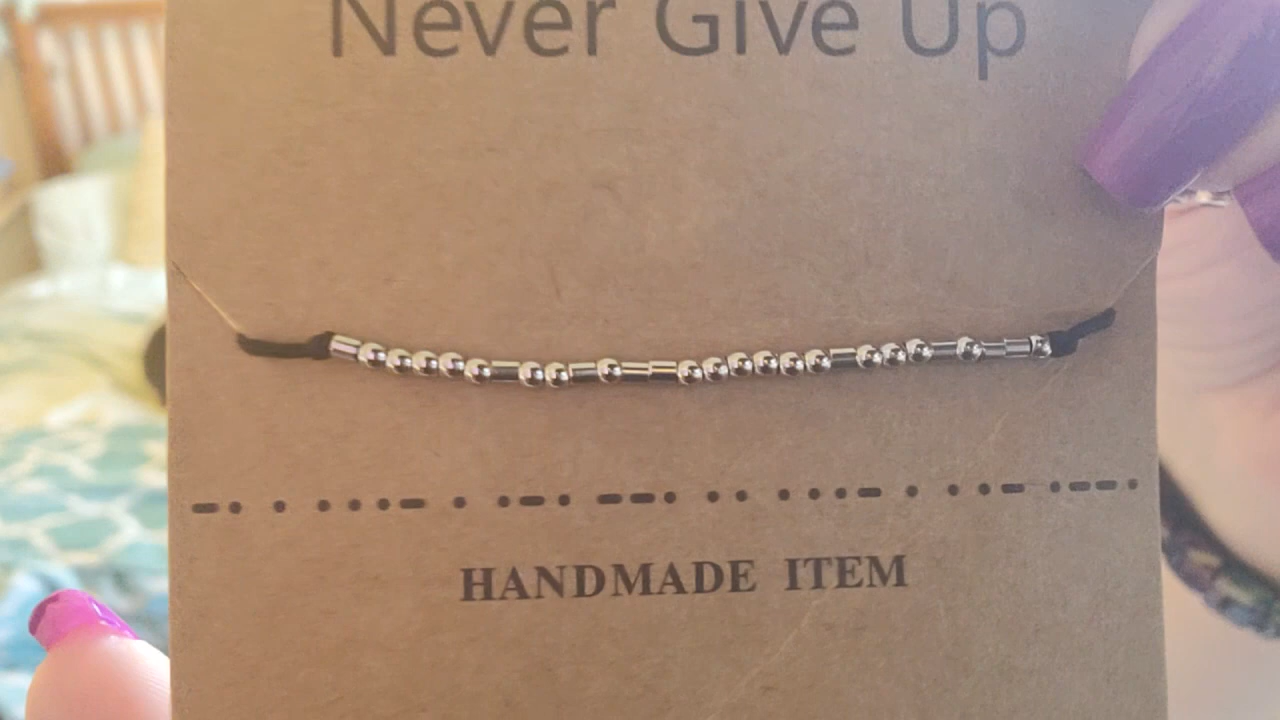 Never Give Up
-. . ...- . .-. --. .. ...- . ..- .--.
HANDMADE ITEM